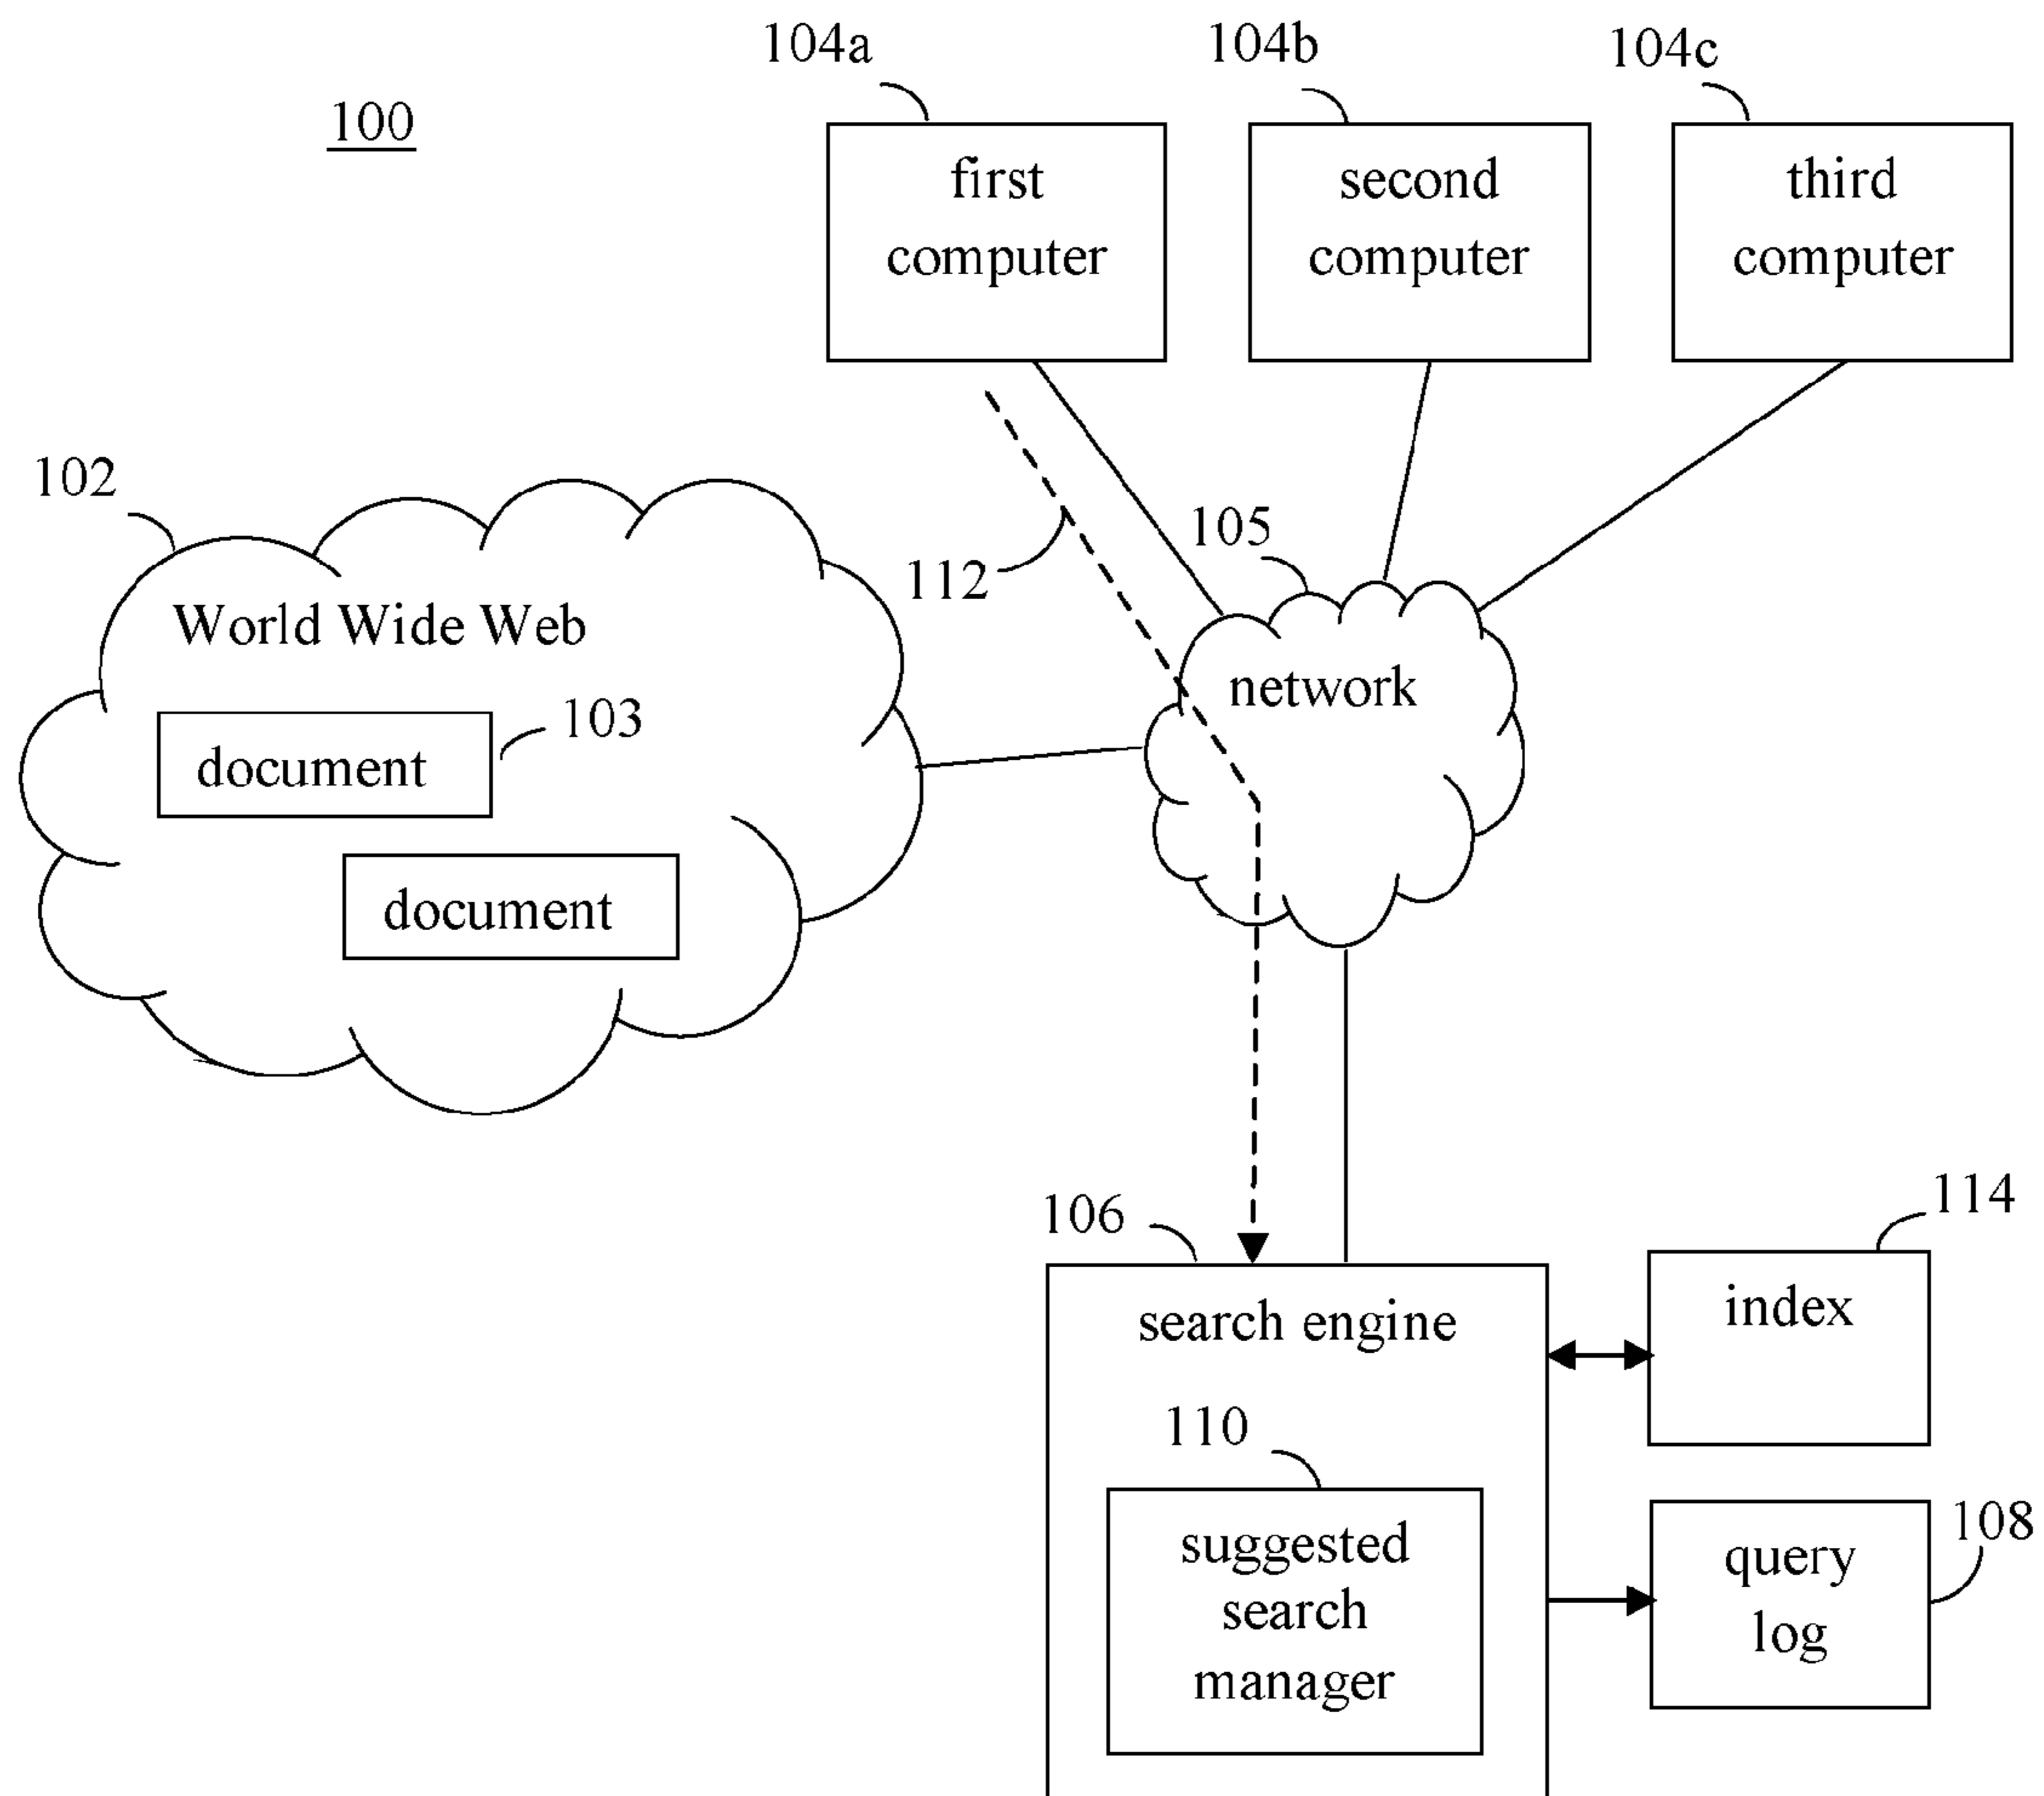 104a
104b
104c
100
first
computer
second
computer
third
computer
102
105
112
World Wide Web
network
103
document
document
106
114
search engine
index
110
108
suggested
search
manager
query
log